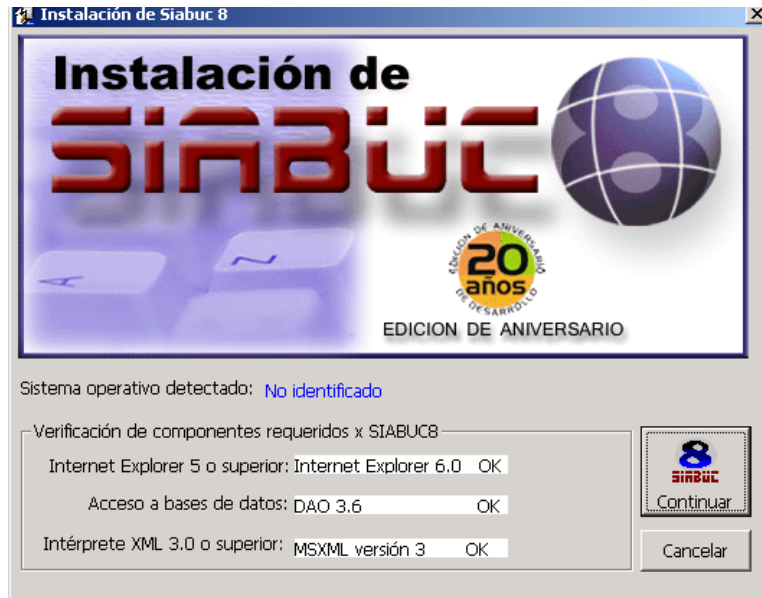 Instalación de Siabuc 8
Instalación de
SIABUC 8
EDICION DE ANIVERSARIO
20
años
DE DESARROLLO
EDICION DE ANIVERSARIO
Sistema operativo detectado: No identificado
Verificación de componentes requeridos x SIABUC8
Internet Explorer 5 o superior: Internet Explorer 6.0 OK
Acceso a bases de datos: DAO 3.6 OK
Intérprete XML 3.0 o superior: MSXML versión 3 OK
8
SIABUC
Continuar
Cancelar
A
Z